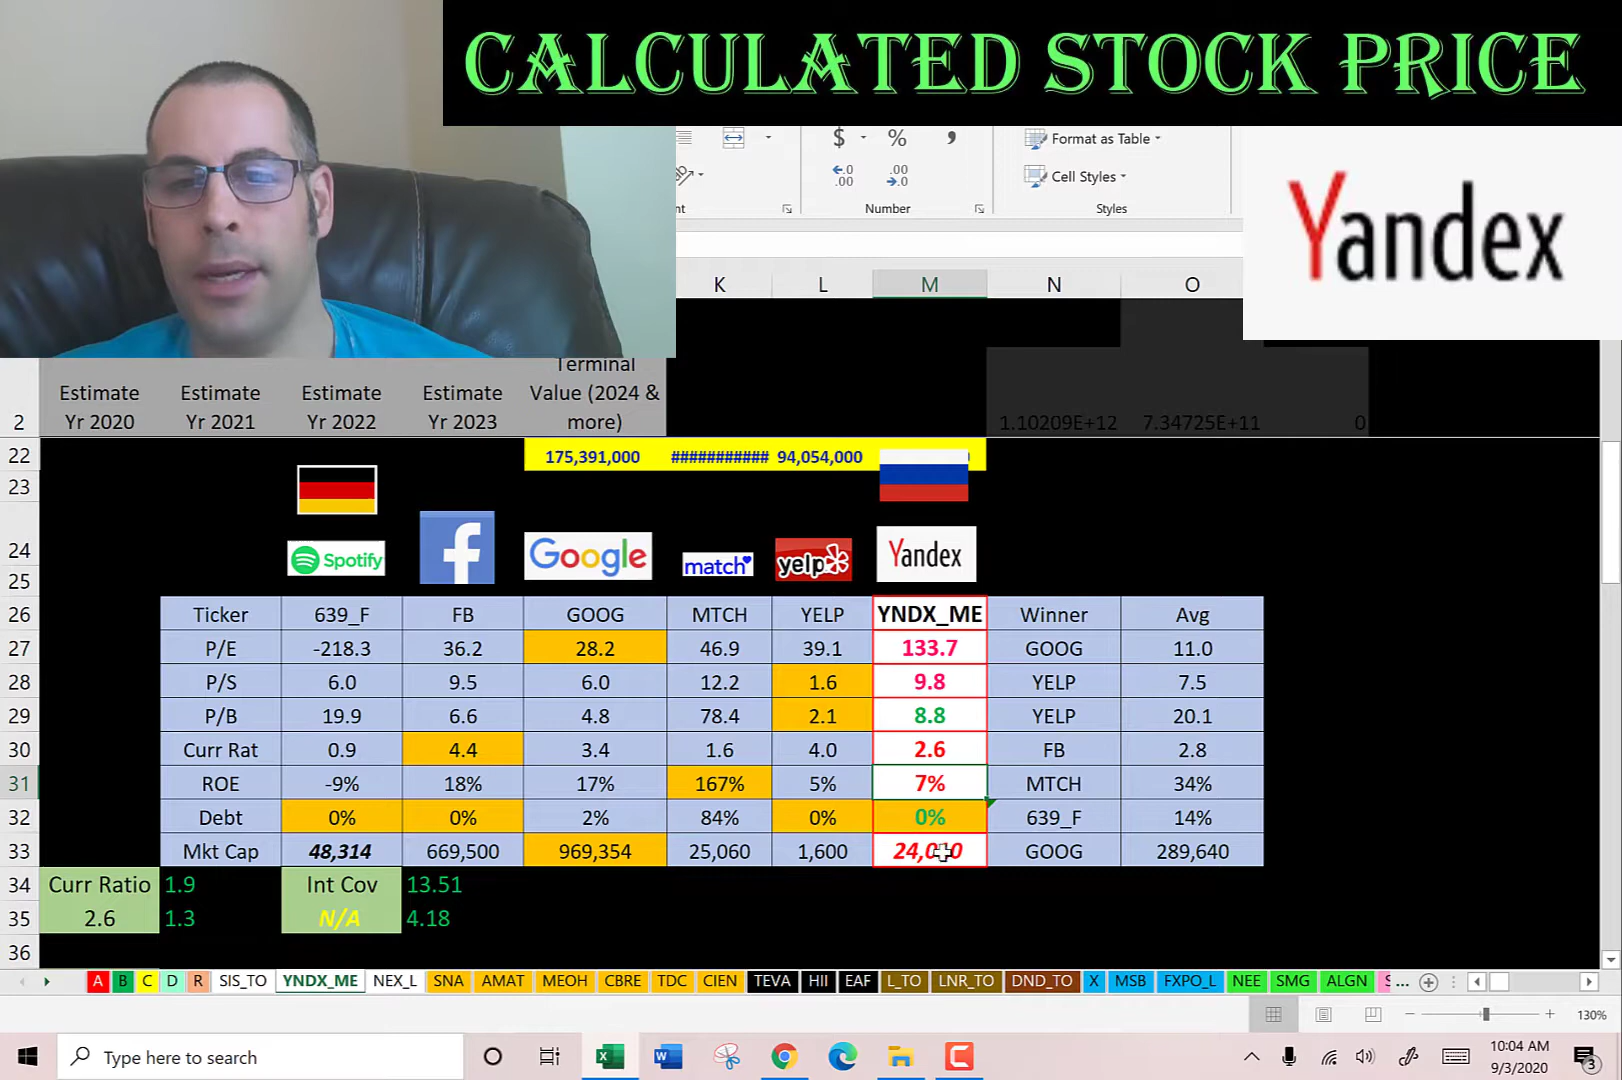 CALCULATED STOCK PRICE
$ % , Format as Table
Cell Styles
nt Number Styles
Yandex
K L M N O
2 Estimate Yr 2020 Estimate Yr 2021 Estimate Yr 2022 Estimate Yr 2023 Terminal Value (2024 & more) 1.10209E+12 7.34725E+11 0
22 175,391,000 ########### 94,054,000
23
24 Spotify Google match yelp Yandex
25
26 Ticker 639_F FB GOOG MTCH YELP YNDX_ME Winner Avg
27 P/E -218.3 36.2 28.2 46.9 39.1 133.7 GOOG 11.0
28 P/S 6.0 9.5 6.0 12.2 1.6 9.8 YELP 7.5
29 P/B 19.9 6.6 4.8 78.4 2.1 8.8 YELP 20.1
30 Curr Rat 0.9 4.4 3.4 1.6 4.0 2.6 FB 2.8
31 ROE -9% 18% 17% 167% 5% 7% MTCH 34%
32 Debt 0% 0% 2% 84% 0% 0% 639_F 14%
33 Mkt Cap 48,314 669,500 969,354 25,060 1,600 GOOG 289,640
34 Curr Ratio 1.9 Int Cov 13.51
35 2.6 1.3 N/A 4.18
36
A B C D R SIS_TO YNDX_ME NEX_L SNA AMAT MEOH CBRE TDC CIEN TEVA HII EAF L_TO LNR_TO DND_TO X MSB FXPO_L NEE SMG ALGN ...
130%
Type here to search
10:04 AM
9/3/2020
3